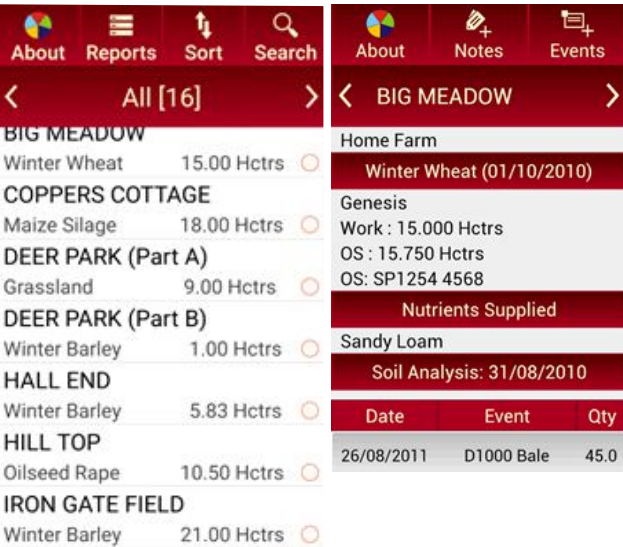 About Reports Sort Search
All [16]
BIG MEADOW
Winter Wheat 15.00 Hctrs
COPPERS COTTAGE
Maize Silage 18.00 Hctrs
DEER PARK (Part A)
Grassland 9.00 Hctrs
DEER PARK (Part B)
Winter Barley 1.00 Hctrs
HALL END
Winter Barley 5.83 Hctrs
HILL TOP
Oilseed Rape 10.50 Hctrs
IRON GATE FIELD
Winter Barley 21.00 Hctrs
About Notes Events
BIG MEADOW
Home Farm
Winter Wheat (01/10/2010)
Genesis
Work : 15.000 Hctrs
OS : 15.750 Hctrs
OS: SP1254 4568
Nutrients Supplied
Sandy Loam
Soil Analysis: 31/08/2010
Date Event Qty
26/08/2011 D1000 Bale 45.0